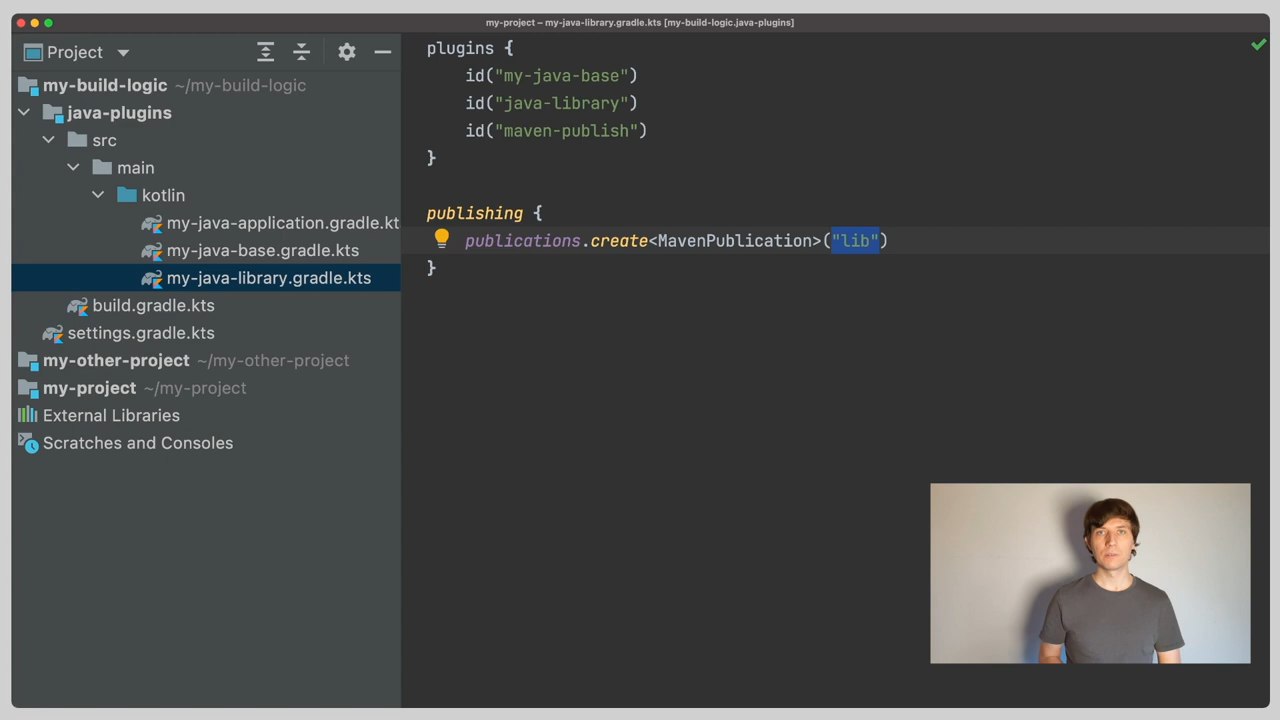 my-project – my-java-library.gradle.kts [my-build-logic.java-plugins]
Project
my-build-logic ~/my-build-logic
java-plugins
src
main
kotlin
my-java-application.gradle.kt
my-java-base.gradle.kts
my-java-library.gradle.kts
build.gradle.kts
settings.gradle.kts
my-other-project ~/my-other-project
my-project ~/my-project
External Libraries
Scratches and Consoles
plugins {
id("my-java-base")
id("java-library")
id("maven-publish")
}
publishing {
publications.create<MavenPublication>("lib")
}